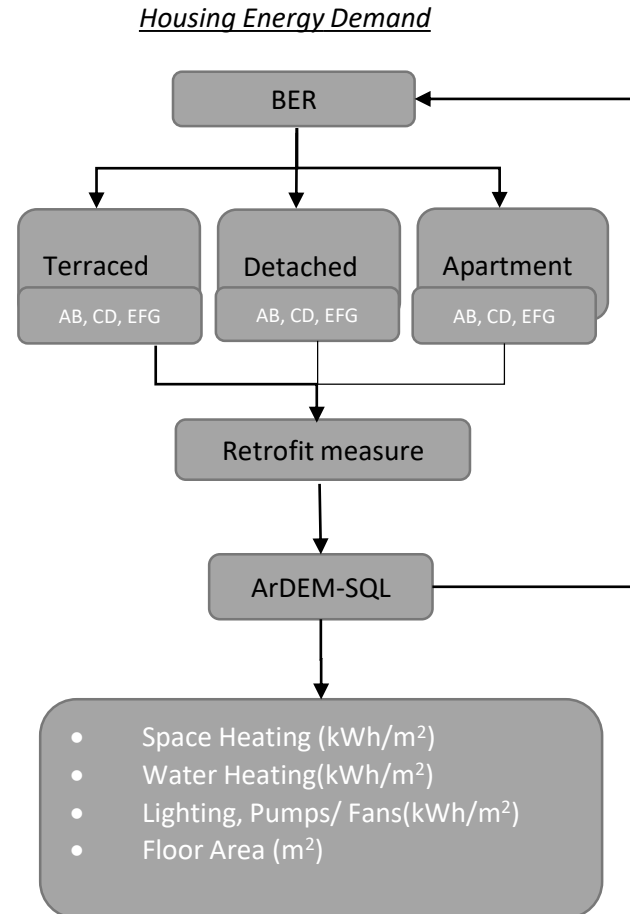 Housing Energy Demand
BER
Terraced
Detached
Apartment
AB, CD, EFG
AB, CD, EFG
AB, CD, EFG
Retrofit measure
ArDEM-SQL
• Space Heating (kWh/m²)
• Water Heating(kWh/m²)
• Lighting, Pumps/ Fans(kWh/m²)
• Floor Area (m²)